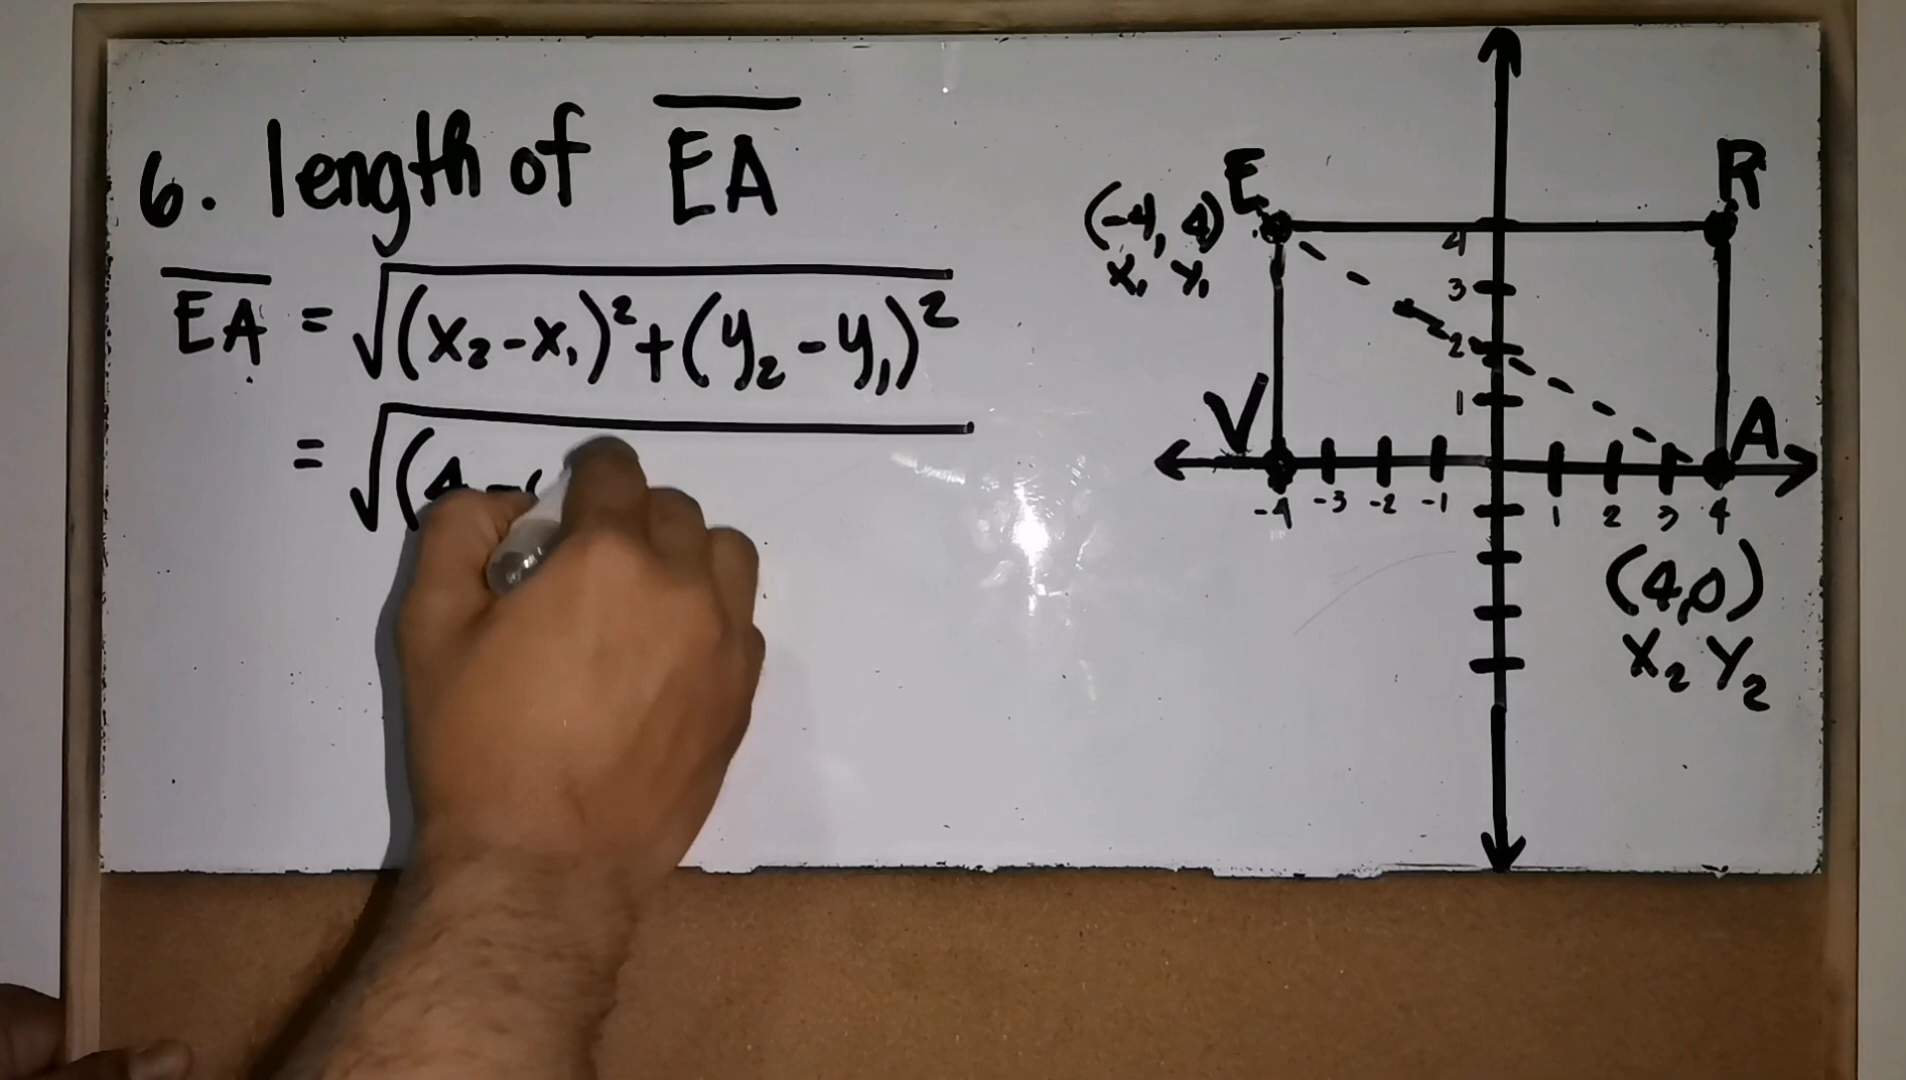 6. length of EA
EA = √(x₂-x₁)²+(y₂-y₁)²
= √(4-(
E
R
(-4, 4)
x₁ y₁
4
3
2
1
V
A
-4 -3 -2 -1 1 2 3 4
(4,0)
x₂ y₂